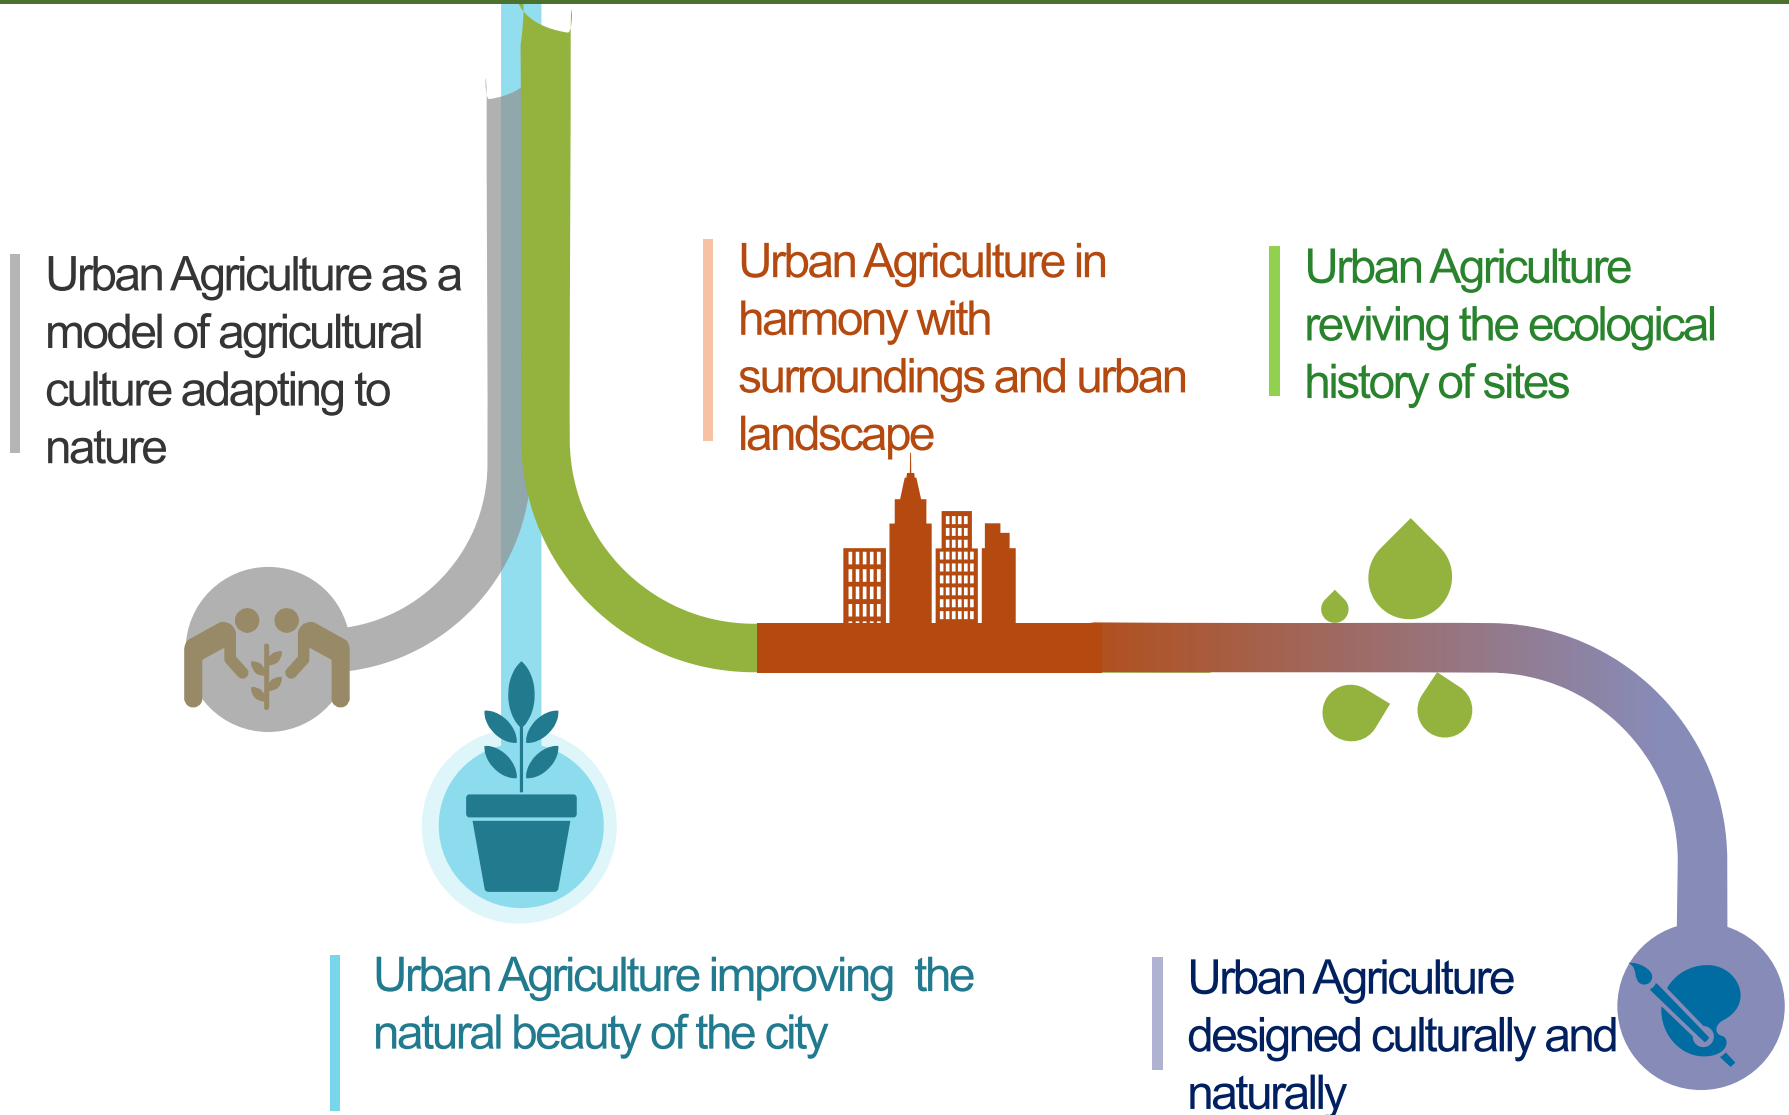 Urban Agriculture as a
model of agricultural
culture adapting to
nature
Urban Agriculture in
harmony with
surroundings and urban
landscape
Urban Agriculture
reviving the ecological
history of sites
Urban Agriculture improving  the
natural beauty of the city
Urban Agriculture
designed culturally and
naturally